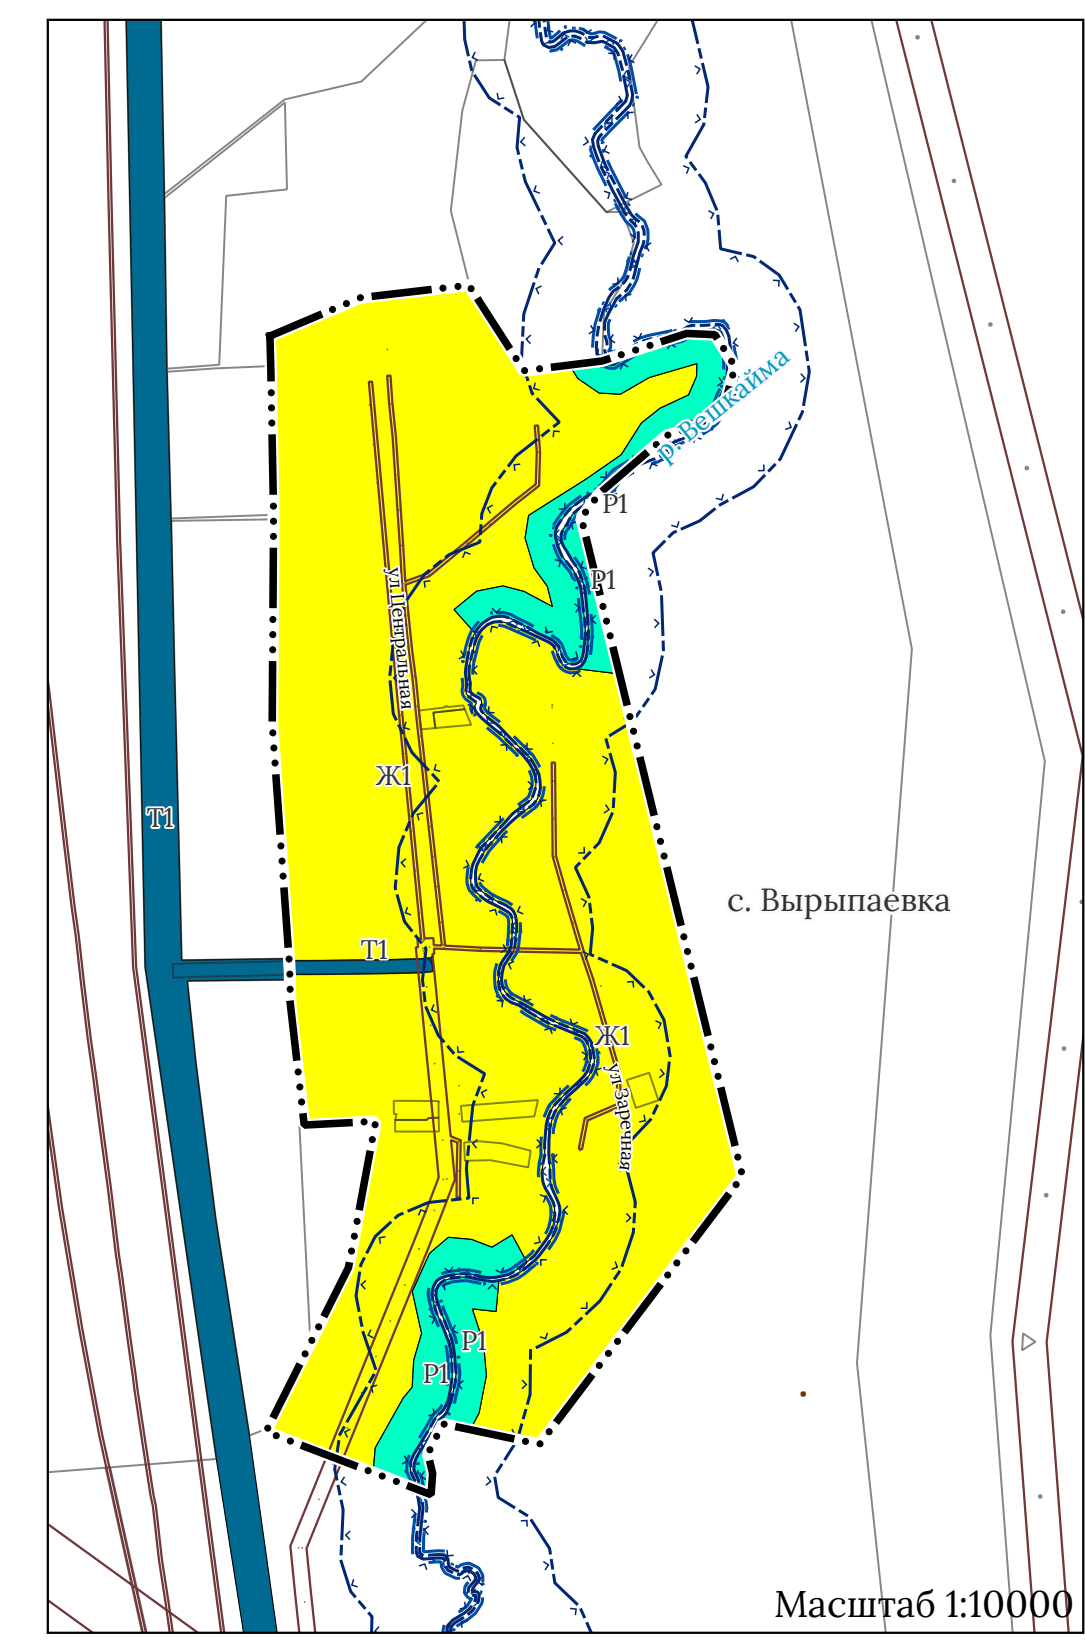 р. Вешкайма
Р1
Р1
ул.Центральная
Ж1
Т1
с. Вырыпаевка
Т1
Ж1
ул.Заречная
Р1
Р1
Масштаб 1:10000